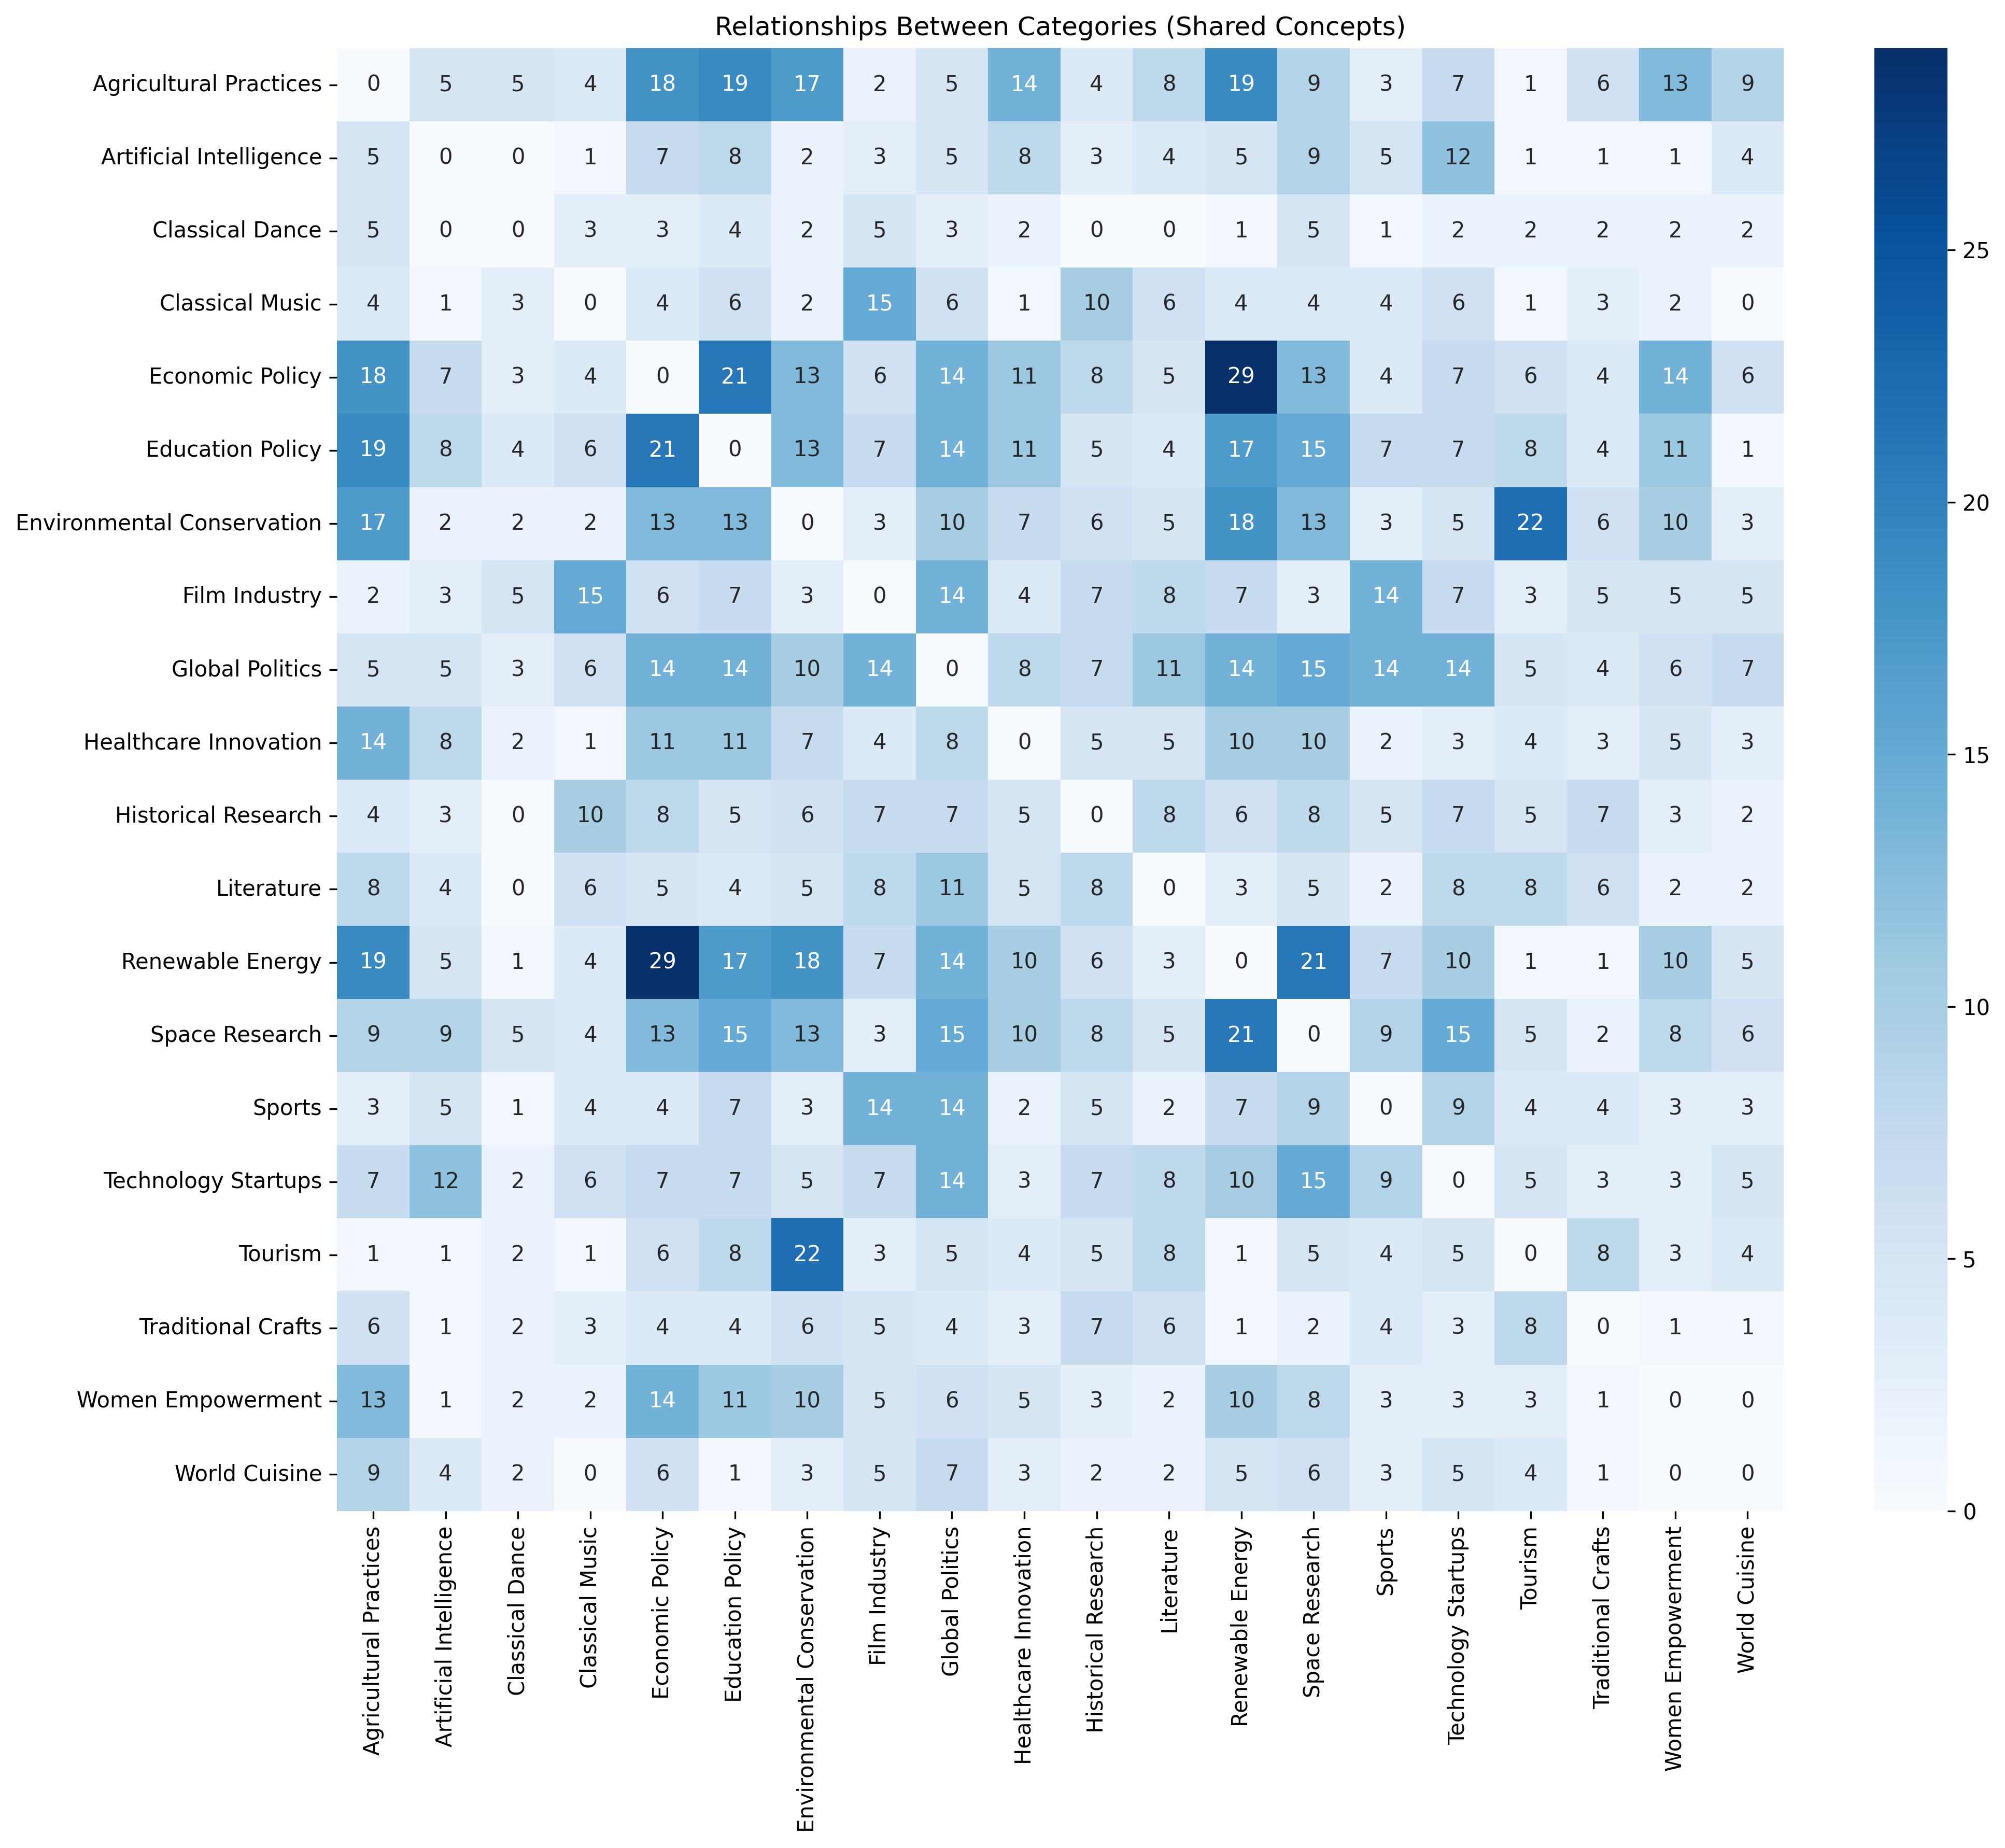 Relationships Between Categories (Shared Concepts)
Agricultural Practices 0 5 5 4 18 19 17 2 5 14 4 8 19 9 3 7 1 6 13 9
Artificial Intelligence 5 0 0 1 7 8 2 3 5 8 3 4 5 9 5 12 1 1 1 4
Classical Dance 5 0 0 3 3 4 2 5 3 2 0 0 1 5 1 2 2 2 2 2
Classical Music 4 1 3 0 4 6 2 15 6 1 10 6 4 4 4 6 1 3 2 0
Economic Policy 18 7 3 4 0 21 13 6 14 11 8 5 29 13 4 7 6 4 14 6
Education Policy 19 8 4 6 21 0 13 7 14 11 5 4 17 15 7 7 8 4 11 1
Environmental Conservation 17 2 2 2 13 13 0 3 10 7 6 5 18 13 3 5 22 6 10 3
Film Industry 2 3 5 15 6 7 3 0 14 4 7 8 7 3 14 7 3 5 5 5
Global Politics 5 5 3 6 14 14 10 14 0 8 7 11 14 15 14 14 5 4 6 7
Healthcare Innovation 14 8 2 1 11 11 7 4 8 0 5 5 10 10 2 3 4 3 5 3
Historical Research 4 3 0 10 8 5 6 7 7 5 0 8 6 8 5 7 5 7 3 2
Literature 8 4 0 6 5 4 5 8 11 5 8 0 3 5 2 8 8 6 2 2
Renewable Energy 19 5 1 4 29 17 18 7 14 10 6 3 0 21 7 10 1 1 10 5
Space Research 9 9 5 4 13 15 13 3 15 10 8 5 21 0 9 15 5 2 8 6
Sports 3 5 1 4 4 7 3 14 14 2 5 2 7 9 0 9 4 4 3 3
Technology Startups 7 12 2 6 7 7 5 7 14 3 7 8 10 15 9 0 5 3 3 5
Tourism 1 1 2 1 6 8 22 3 5 4 5 8 1 5 4 5 0 8 3 4
Traditional Crafts 6 1 2 3 4 4 6 5 4 3 7 6 1 2 4 3 8 0 1 1
Women Empowerment 13 1 2 2 14 11 10 5 6 5 3 2 10 8 3 3 3 1 0 0
World Cuisine 9 4 2 0 6 1 3 5 7 3 2 2 5 6 3 5 4 1 0 0
Agricultural Practices
Artificial Intelligence
Classical Dance
Classical Music
Economic Policy
Education Policy
Environmental Conservation
Film Industry
Global Politics
Healthcare Innovation
Historical Research
Literature
Renewable Energy
Space Research
Sports
Technology Startups
Tourism
Traditional Crafts
Women Empowerment
World Cuisine
25
20
15
10
5
0